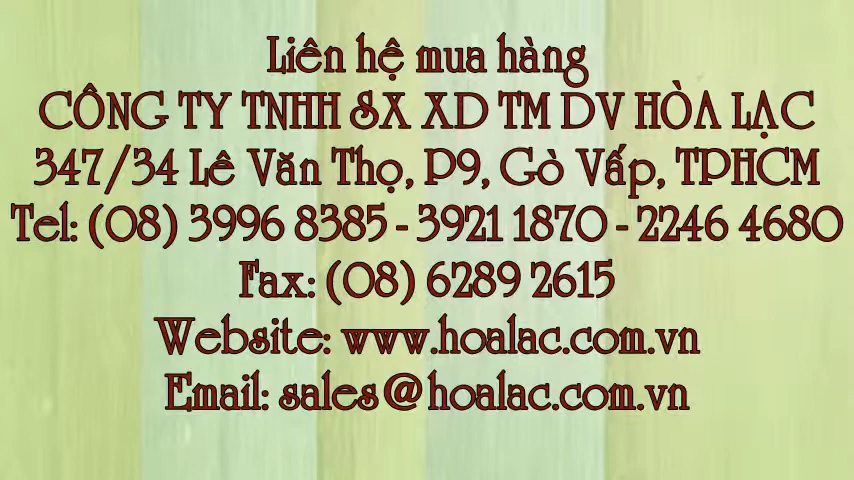 Liên hệ mua hàng
CÔNG TY TNHH SX XD TM DV HÒA LẠC
347/34 Lê Văn Thọ, P9, Gò Vấp, TPHCM
Tel: (08) 3996 8385 - 3921 1870 - 2246 4680
Fax: (08) 6289 2615
Website: www.hoalac.com.vn
Email: sales@hoalac.com.vn